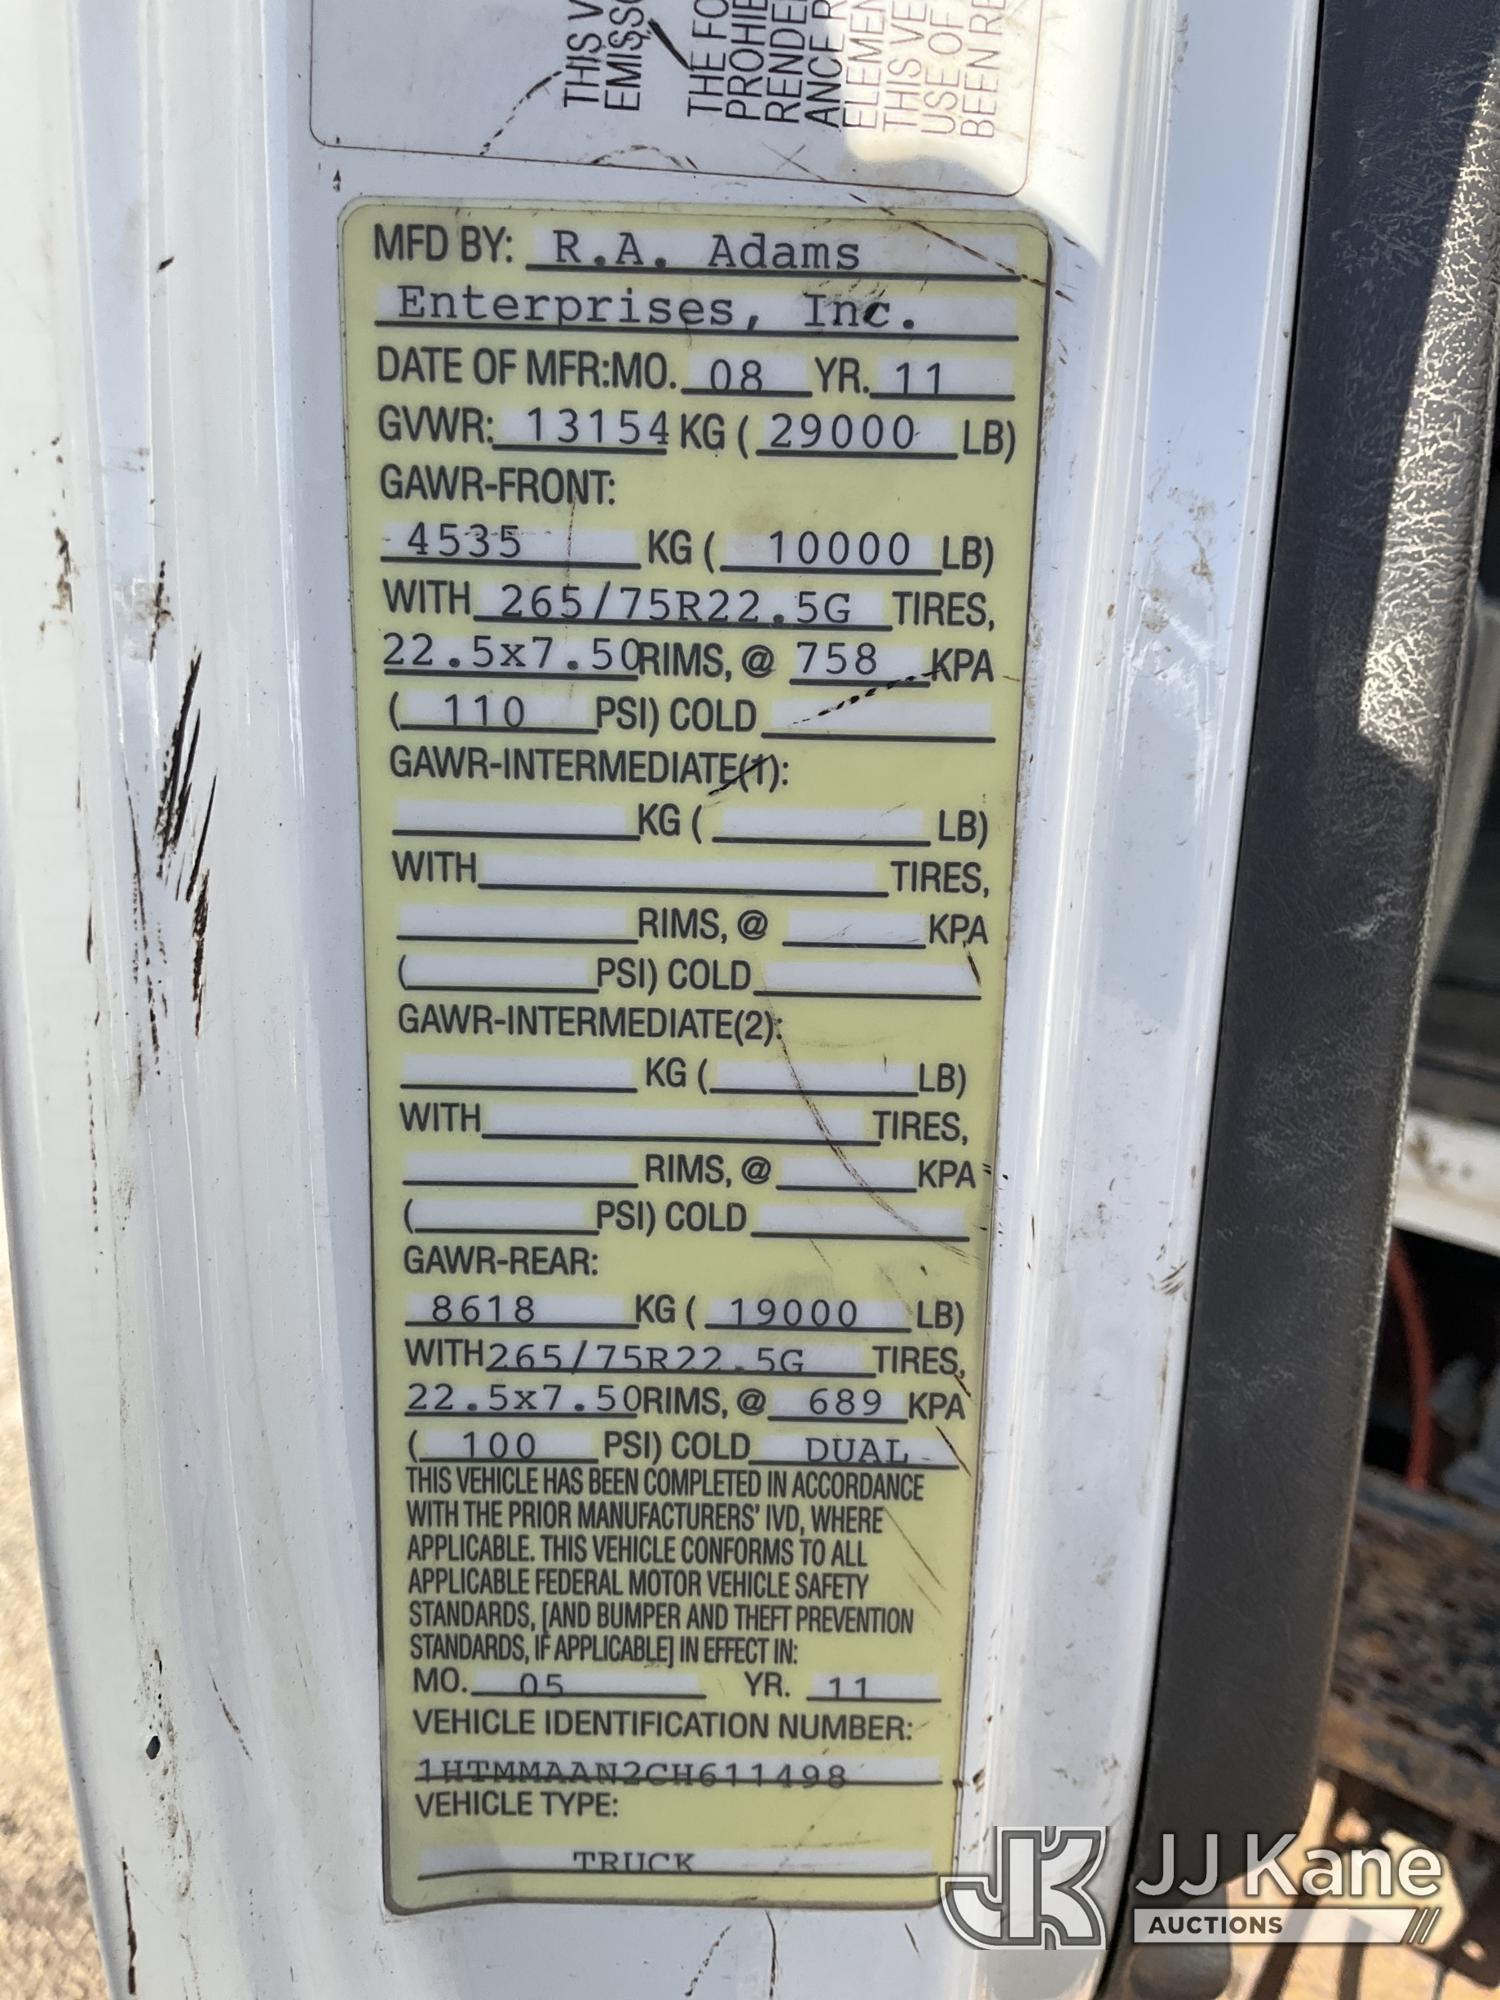 THIS V
EMISSO
THE FO
PROHIE
RENDER
ANCE R
ELEMEN
THIS VE
USE OF
BEEN RE
MFD BY: R.A. Adams
Enterprises, Inc.
DATE OF MFR:MO. 08 YR. 11
GVWR: 13154 KG ( 29000 LB)
GAWR-FRONT:
4535 KG ( 10000 LB)
WITH 265/75R22.5G TIRES,
22.5x7.50 RIMS, @ 758 KPA
( 110 PSI) COLD
GAWR-INTERMEDIATE(1):
KG ( LB)
WITH TIRES,
RIMS, @ KPA
( PSI) COLD
GAWR-INTERMEDIATE(2):
KG ( LB)
WITH TIRES,
RIMS, @ KPA
( PSI) COLD
GAWR-REAR:
8618 KG ( 19000 LB)
WITH 265/75R22.5G TIRES,
22.5x7.50 RIMS, @ 689 KPA
( 100 PSI) COLD DUAL
THIS VEHICLE HAS BEEN COMPLETED IN ACCORDANCE
WITH THE PRIOR MANUFACTURERS' IVD, WHERE
APPLICABLE. THIS VEHICLE CONFORMS TO ALL
APPLICABLE FEDERAL MOTOR VEHICLE SAFETY
STANDARDS, [AND BUMPER AND THEFT PREVENTION
STANDARDS, IF APPLICABLE] IN EFFECT IN:
MO. 05 YR. 11
VEHICLE IDENTIFICATION NUMBER:
1HTMMAAN2CH611498
VEHICLE TYPE:
TRUCK
JK JJ Kane
AUCTIONS